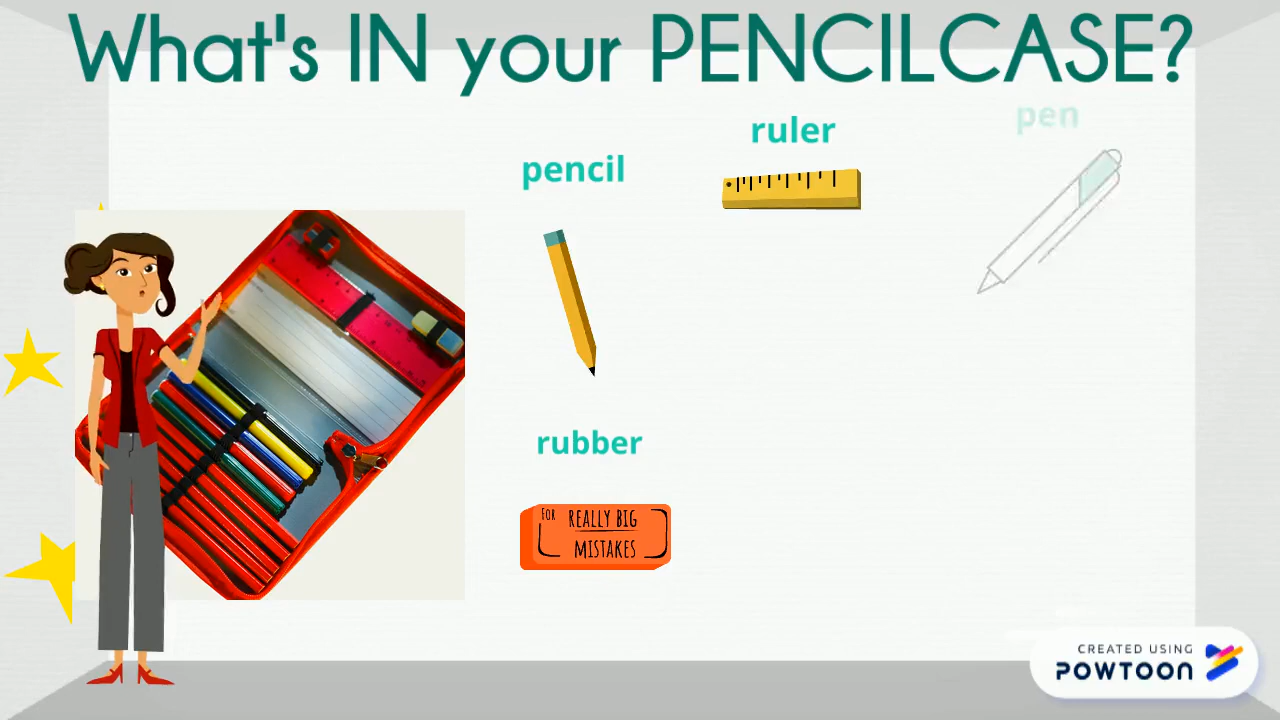 What's IN your PENCILCASE?
pen
ruler
pencil
rubber
FOR REALLY BIG
MISTAKES
CREATED USING
POWTOON